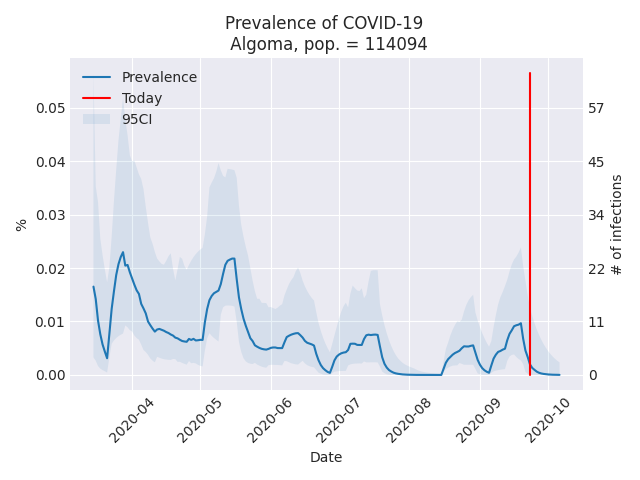 Prevalence of COVID-19
Algoma, pop. = 114094
Prevalence
Today
95CI
%
0.05
0.04
0.03
0.02
0.01
0.00
57
45
34
22
11
0
# of infections
2020-04
2020-05
2020-06
2020-07
2020-08
2020-09
2020-10
Date